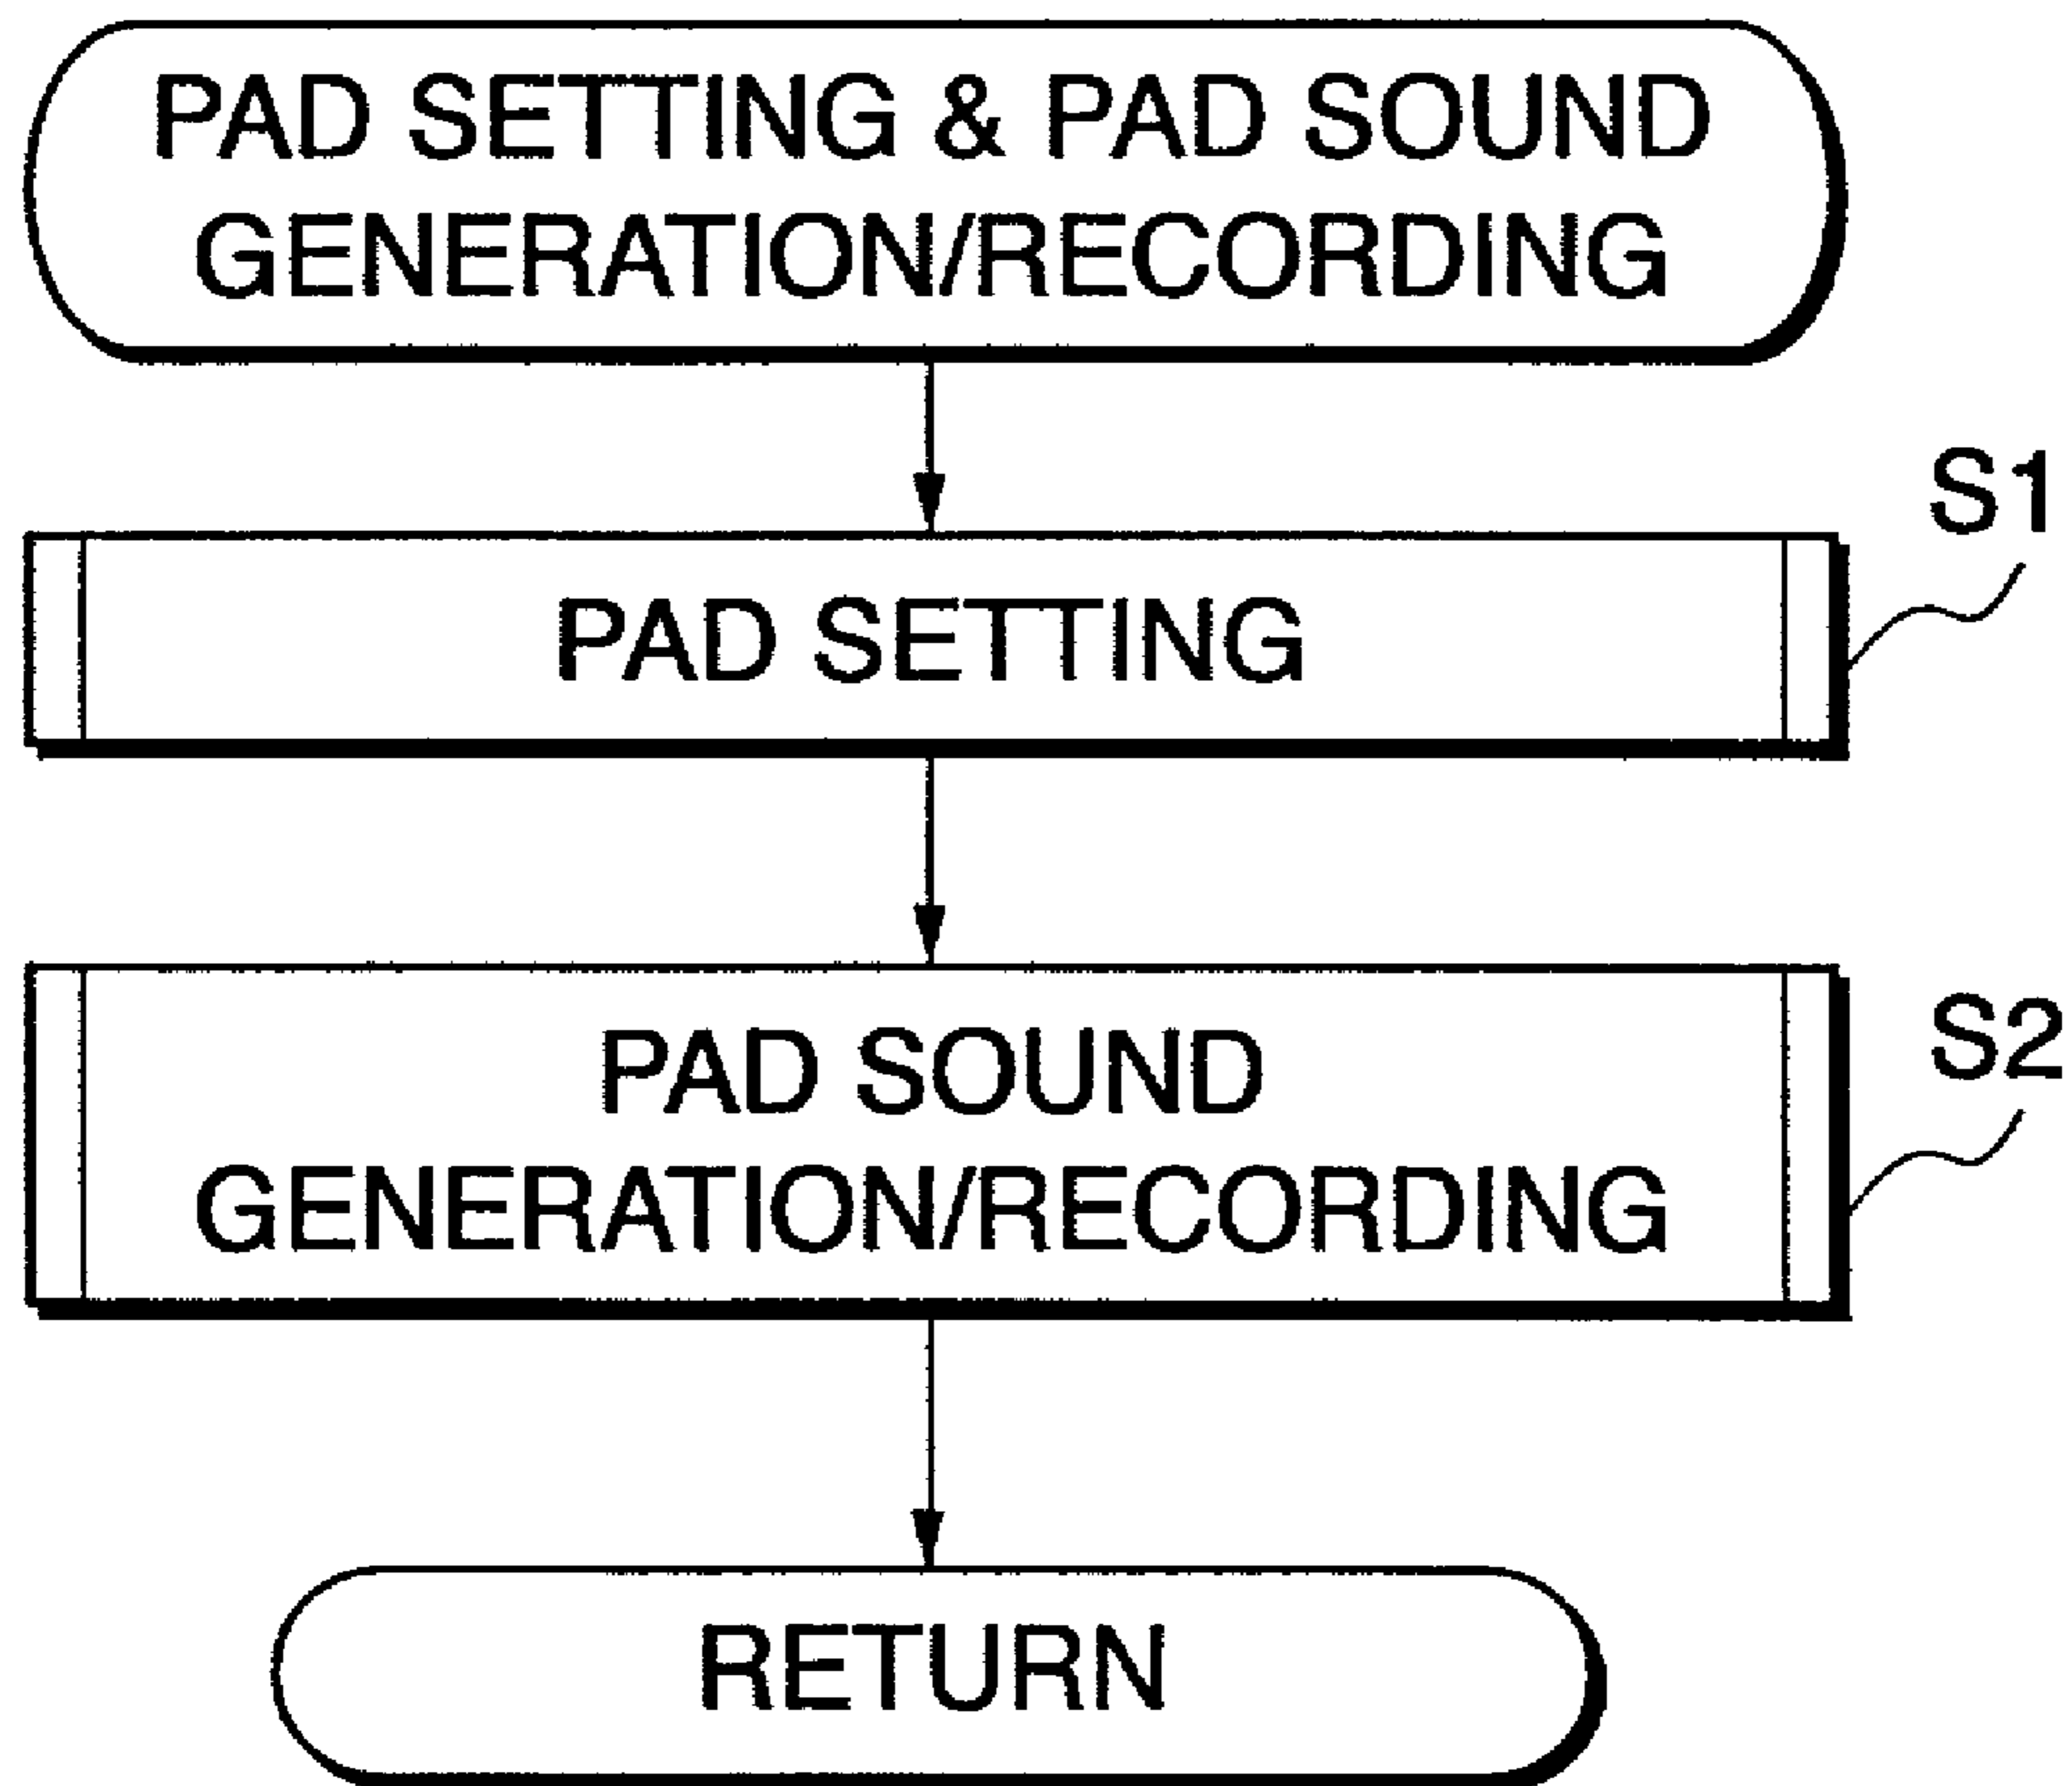 PAD SETTING & PAD SOUND
GENERATION/RECORDING
S1
PAD SETTING
S2
PAD SOUND
GENERATION/RECORDING
RETURN